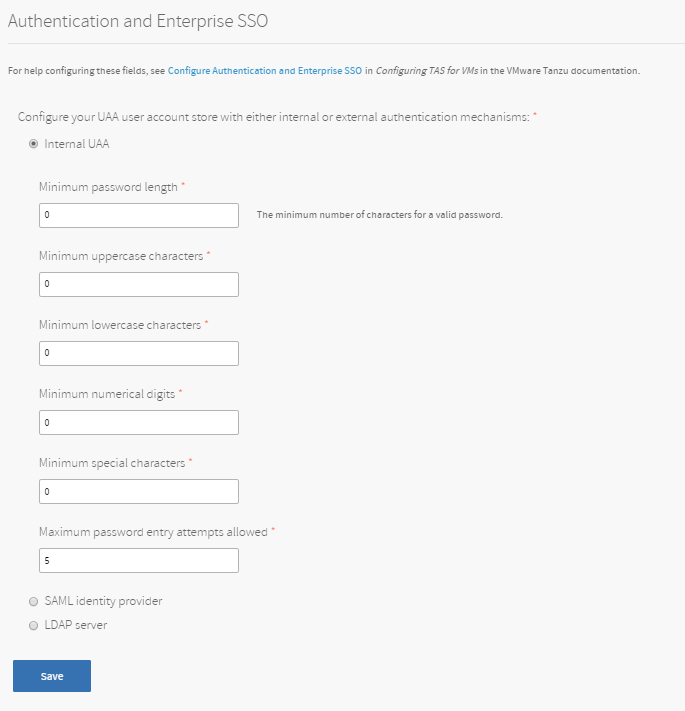 Authentication and Enterprise SSO
For help configuring these fields, see Configure Authentication and Enterprise SSO in Configuring TAS for VMs in the VMware Tanzu documentation.
Configure your UAA user account store with either internal or external authentication mechanisms: *
Internal UAA
Minimum password length *
0 The minimum number of characters for a valid password.
Minimum uppercase characters *
0
Minimum lowercase characters *
0
Minimum numerical digits *
0
Minimum special characters *
0
Maximum password entry attempts allowed *
5
SAML identity provider
LDAP server
Save